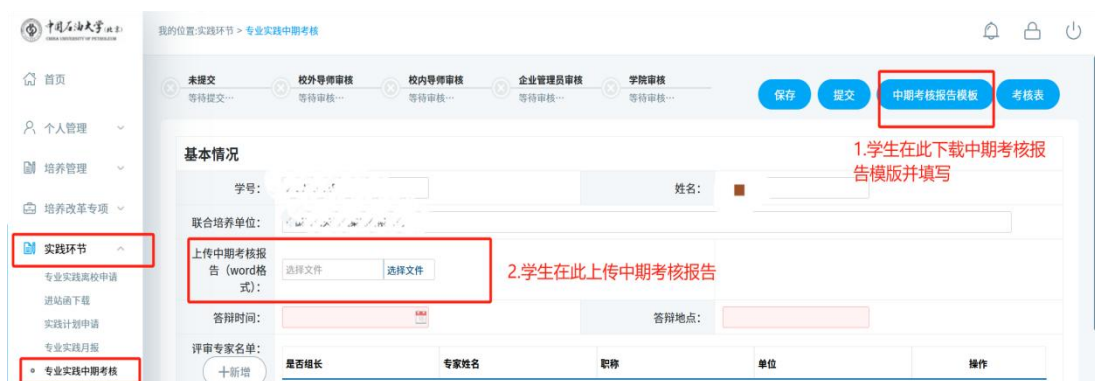 中国石油大学(北京)
CHINA UNIVERSITY OF PETROLEUM
我的位置:实践环节 > 专业实践中期考核
首页
个人管理
培养管理
培养改革专项
实践环节
专业实践离校申请
进站函下载
实践计划申请
专业实践月报
专业实践中期考核
未提交
等待提交…
校外导师审核
等待审核…
校内导师审核
等待审核…
企业管理员审核
等待审核…
学院审核
等待审核…
保存
提交
中期考核报告模板
考核表
1.学生在此下载中期考核报
告模版并填写
基本情况
学号:
姓名:
联合培养单位:
上传中期考核报
告（word格
式）:
选择文件
选择文件
2.学生在此上传中期考核报告
答辩时间:
答辩地点:
评审专家名单:
+新增
是否组长
专家姓名
职称
单位
操作